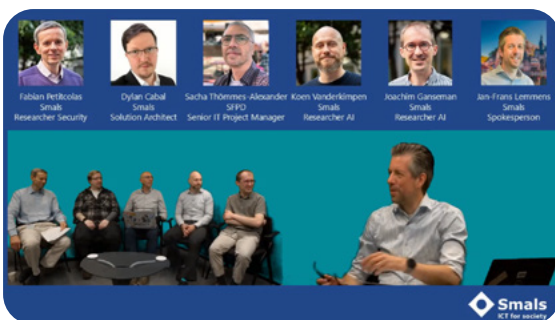 Fabian Petitcolas
Smals
Researcher Security
Dylan Cabal
Smals
Solution Architect
Sacha Thömmes-Alexander
SFPD
Senior IT Project Manager
Koen Vanderkimpen
Smals
Researcher AI
Joachim Ganseman
Smals
Researcher AI
Jan-Frans Lemmens
Smals
Spokesperson
Smals
ICT for society